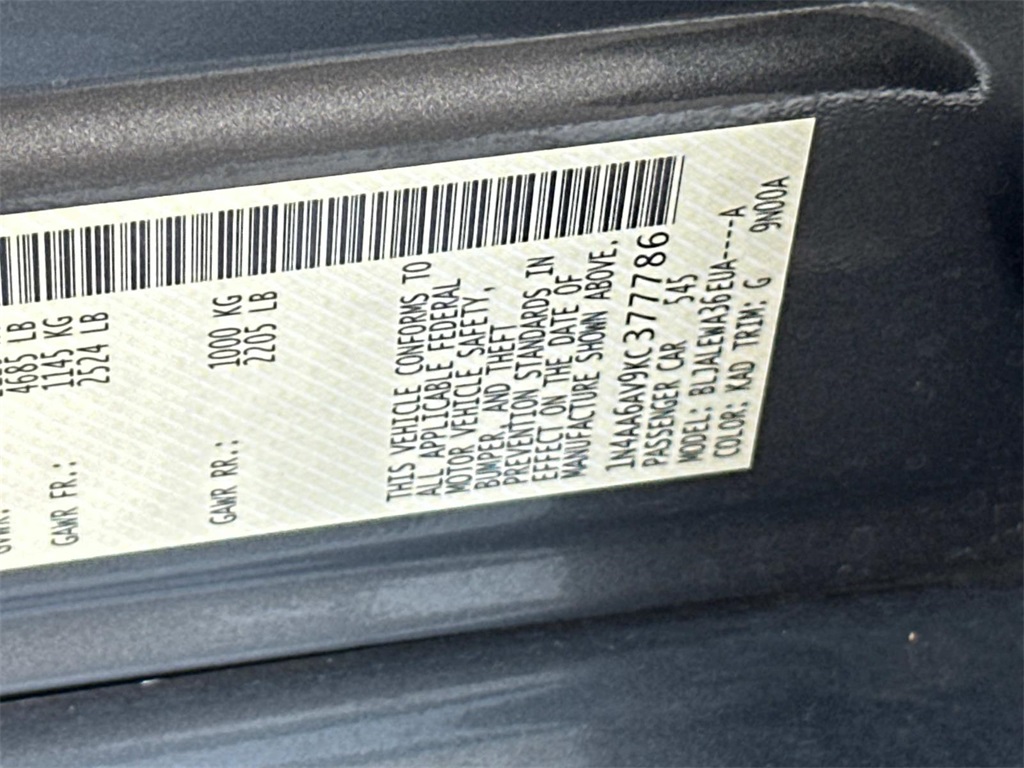 4685 LB
GAWR FR.: 1145 KG
2524 LB
GAWR RR.: 1000 KG
2205 LB
THIS VEHICLE CONFORMS TO
ALL APPLICABLE FEDERAL
MOTOR VEHICLE SAFETY,
BUMPER, AND THEFT
PREVENTION STANDARDS IN
EFFECT ON THE DATE OF
MANUFACTURE SHOWN ABOVE.
1N4AA6AV9KC377786
PASSENGER CAR 545
MODEL: BLJALEWA36EUA----A
COLOR: KAD TRIM: G 9N00A